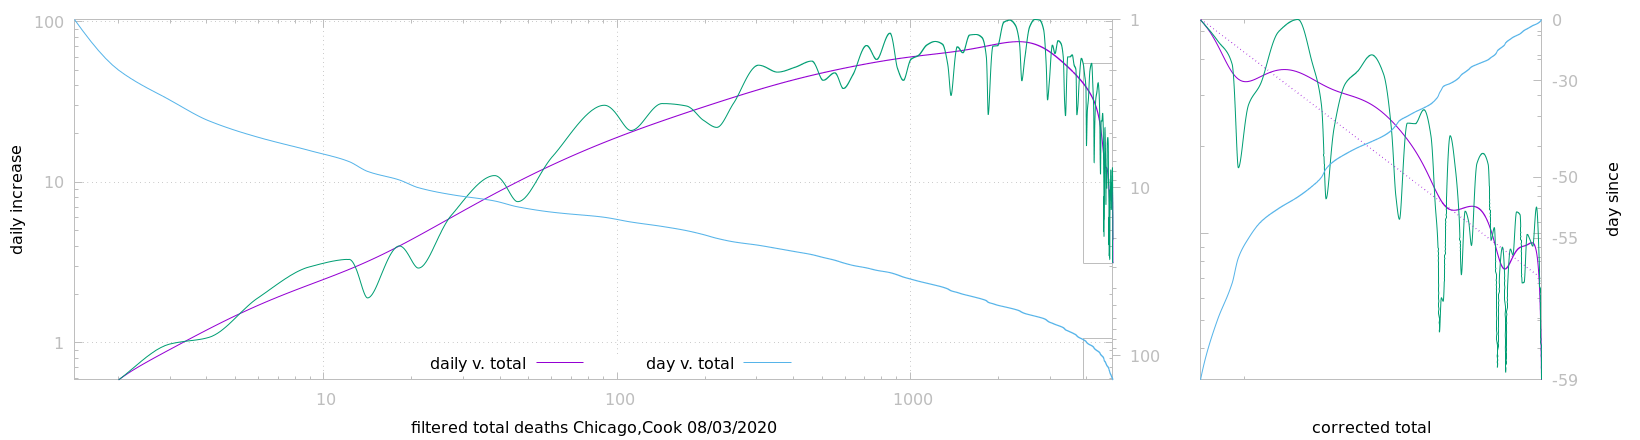 100
10
1
daily increase
daily v. total
day v. total
10
100
1000
filtered total deaths Chicago,Cook 08/03/2020
1
10
100
0
-30
-50
-55
-59
day since
corrected total